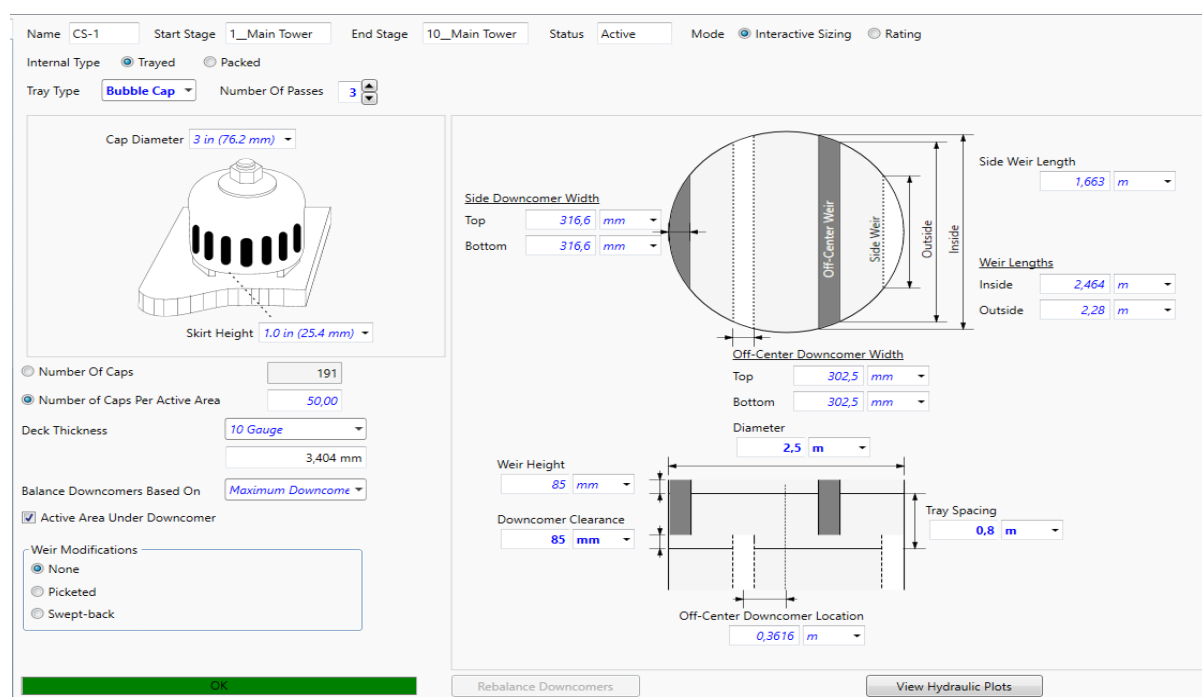 Name CS-1 Start Stage 1__Main Tower End Stage 10__Main Tower Status Active Mode Interactive Sizing Rating
Internal Type Trayed Packed
Tray Type Bubble Cap Number Of Passes 3
Cap Diameter 3 in (76.2 mm)
Skirt Height 1.0 in (25.4 mm)
Number Of Caps 191
Number of Caps Per Active Area 50,00
Deck Thickness 10 Gauge
3,404 mm
Balance Downcomers Based On Maximum Downcome
Active Area Under Downcomer
Weir Modifications
None
Picketed
Swept-back
OK
Side Downcomer Width
Top 316,6 mm
Bottom 316,6 mm
Off-Center Weir
Side Weir
Outside
Inside
Side Weir Length
1,663 m
Weir Lengths
Inside 2,464 m
Outside 2,28 m
Off-Center Downcomer Width
Top 302,5 mm
Bottom 302,5 mm
Diameter
2,5 m
Weir Height
85 mm
Downcomer Clearance
85 mm
Tray Spacing
0,8 m
Off-Center Downcomer Location
0,3616 m
Rebalance Downcomers
View Hydraulic Plots